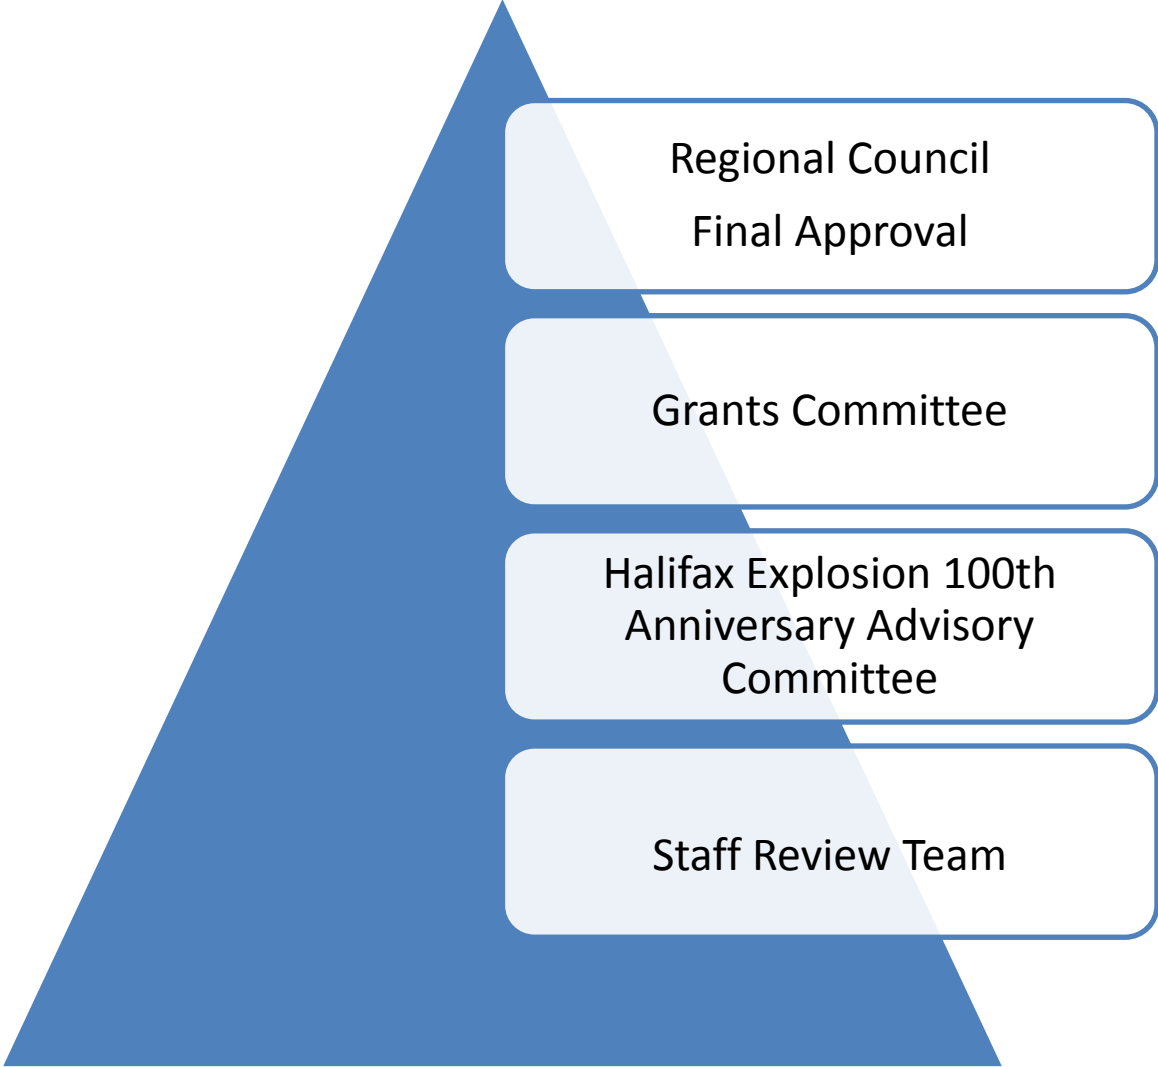 Regional Council
Final Approval
Grants Committee
Halifax Explosion 100th
Anniversary Advisory
Committee
Staff Review Team